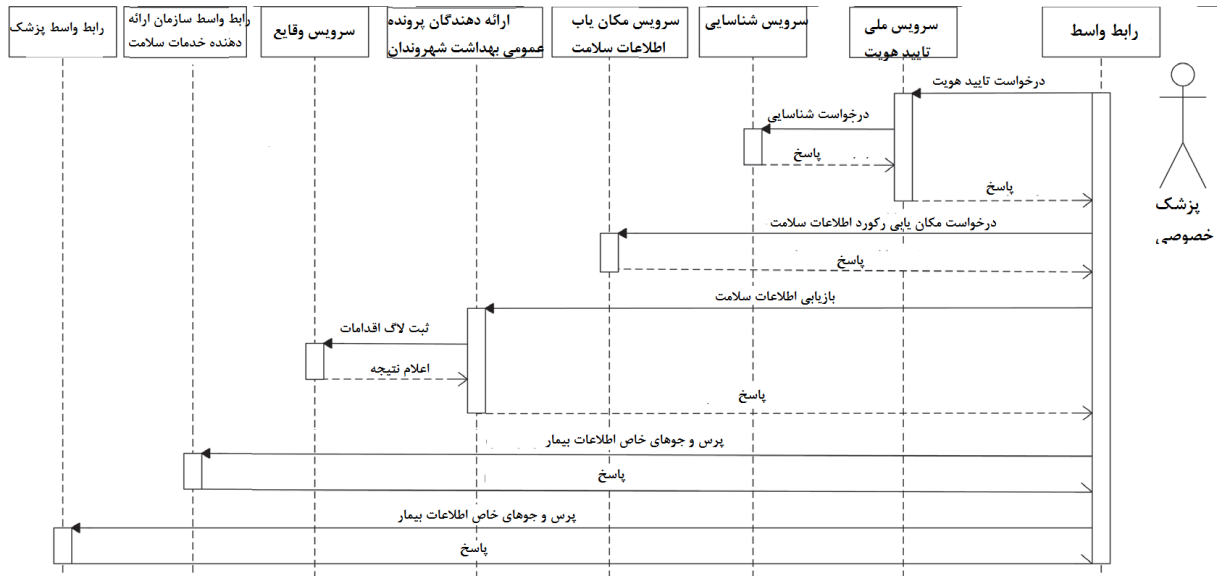 رابط واسط
سرویس ملی
تایید هویت
سرویس شناسایی
سرویس مکان یاب
اطلاعات سلامت
ارائه دهندگان پرونده
عمومی بهداشت شهروندان
سرویس وقایع
رابط واسط سازمان ارائه
دهنده خدمات سلامت
رابط واسط پزشک
درخواست تایید هویت
درخواست شناسایی
پاسخ
پاسخ
پزشک
خصوصی
درخواست مکان یابی رکورد اطلاعات سلامت
پاسخ
بازیابی اطلاعات سلامت
ثبت لاگ اقدامات
اعلام نتیجه
پاسخ
پرس و جوهای خاص اطلاعات بیمار
پاسخ
پرس و جوهای خاص اطلاعات بیمار
پاسخ